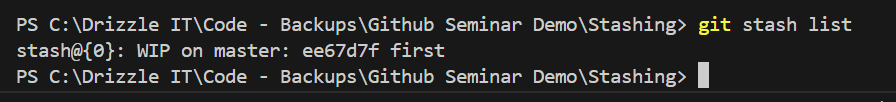 PS C:\Drizzle IT\Code - Backups\Github Seminar Demo\Stashing> git stash list
stash@{0}: WIP on master: ee67d7f first
PS C:\Drizzle IT\Code - Backups\Github Seminar Demo\Stashing>